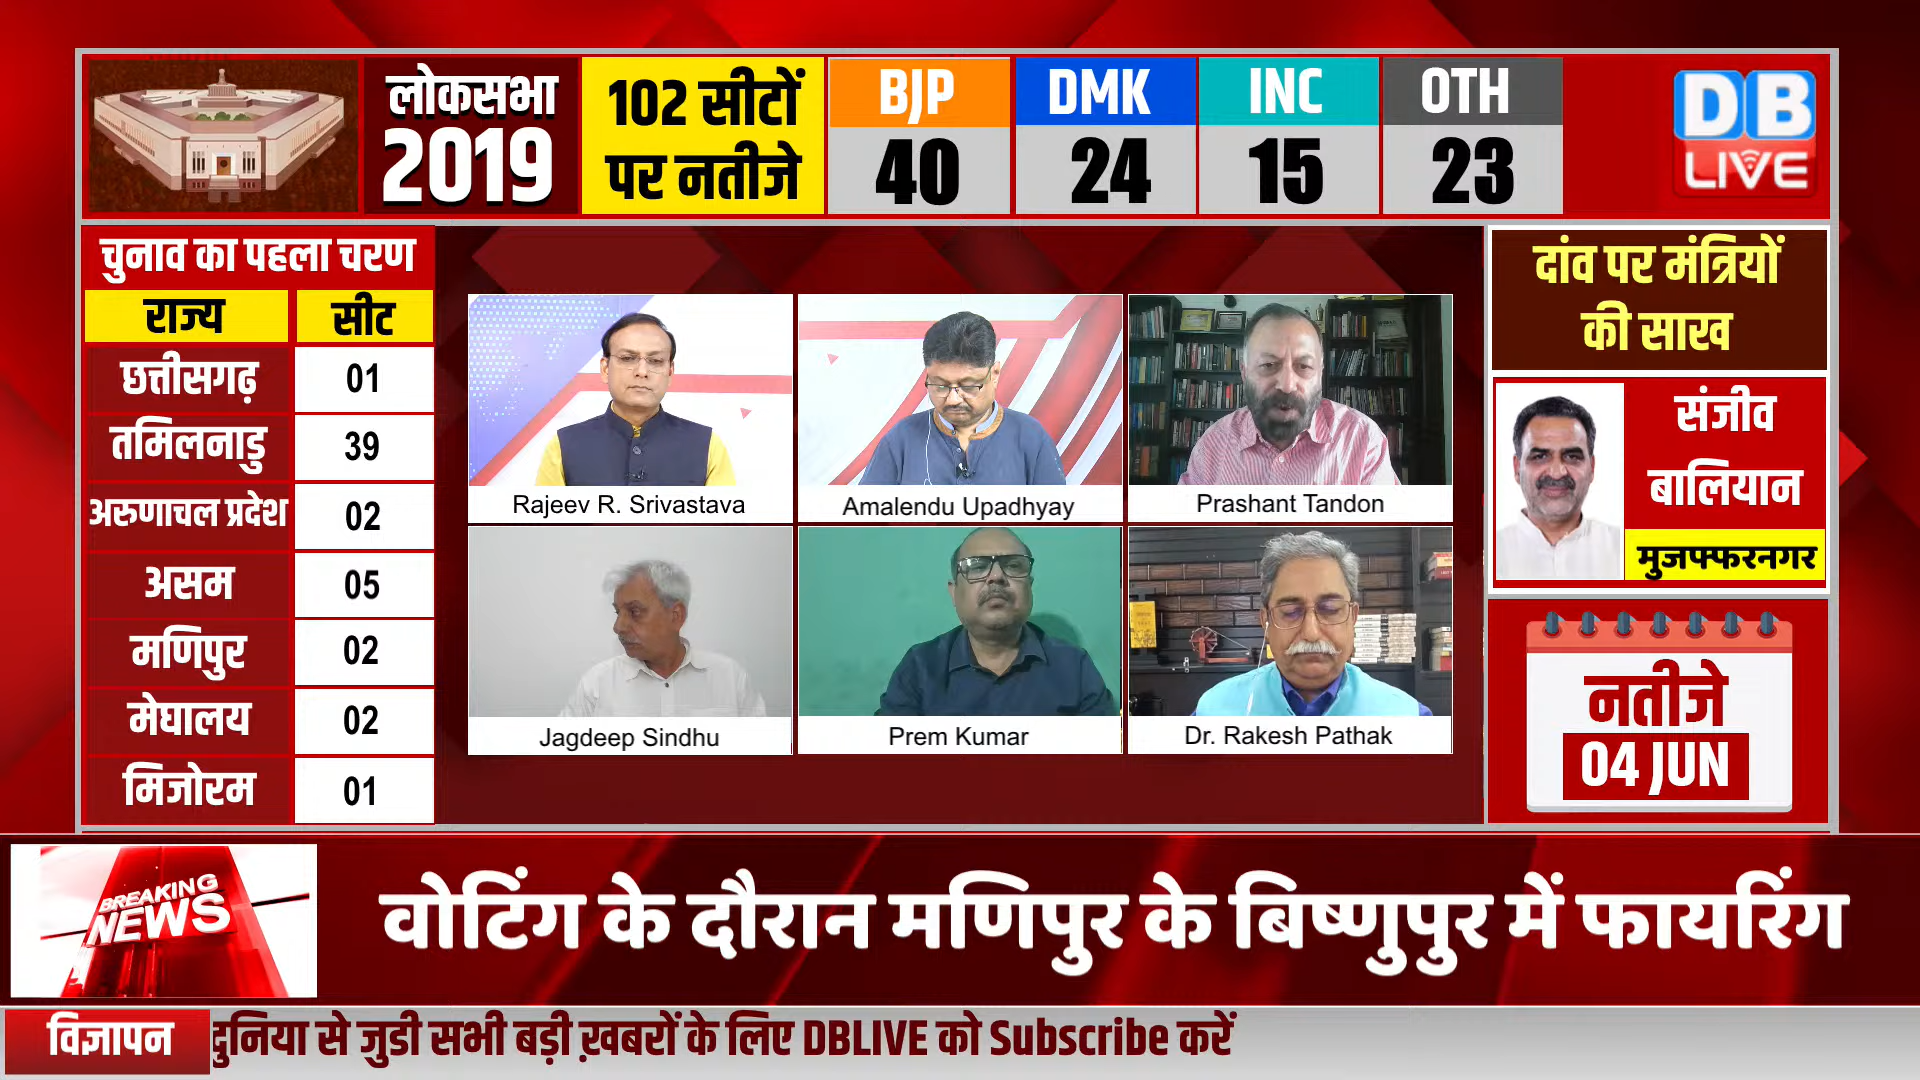 लोकसभा
2019
102 सीटों
पर नतीजे
BJP
40
DMK
24
INC
15
OTH
23
DB
LIVE
चुनाव का पहला चरण
राज्य सीट
छत्तीसगढ़ 01
तमिलनाडु 39
अरुणाचल प्रदेश 02
असम 05
मणिपुर 02
मेघालय 02
मिजोरम 01
Rajeev R. Srivastava
Amalendu Upadhyay
Prashant Tandon
Jagdeep Sindhu
Prem Kumar
Dr. Rakesh Pathak
दांव पर मंत्रियों
की साख
संजीव
बालियान
मुजफ्फरनगर
नतीजे
04 JUN
BREAKING
NEWS
वोटिंग के दौरान मणिपुर के बिष्णुपुर में फायरिंग
विज्ञापन
दुनिया से जुडी सभी बड़ी ख़बरों के लिए DBLIVE को Subscribe करें